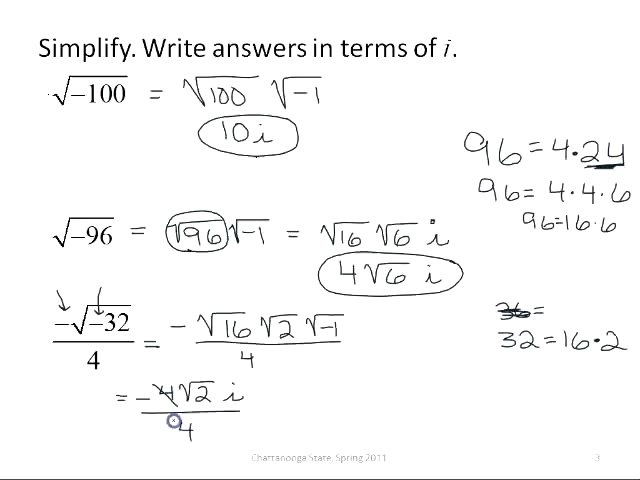 Simplify. Write answers in terms of i.
√−100 = √100 √−1
10i
96 = 4·24
96 = 4·4·6
96=16·6
√−96 = √96 √−1 = √16 √6 i
4√6 i
36 =
32 = 16·2
−√−32 / 4 = −√16 √2 √−1 / 4
= −4√2 i / 4
Chattanooga State, Spring 2011 3